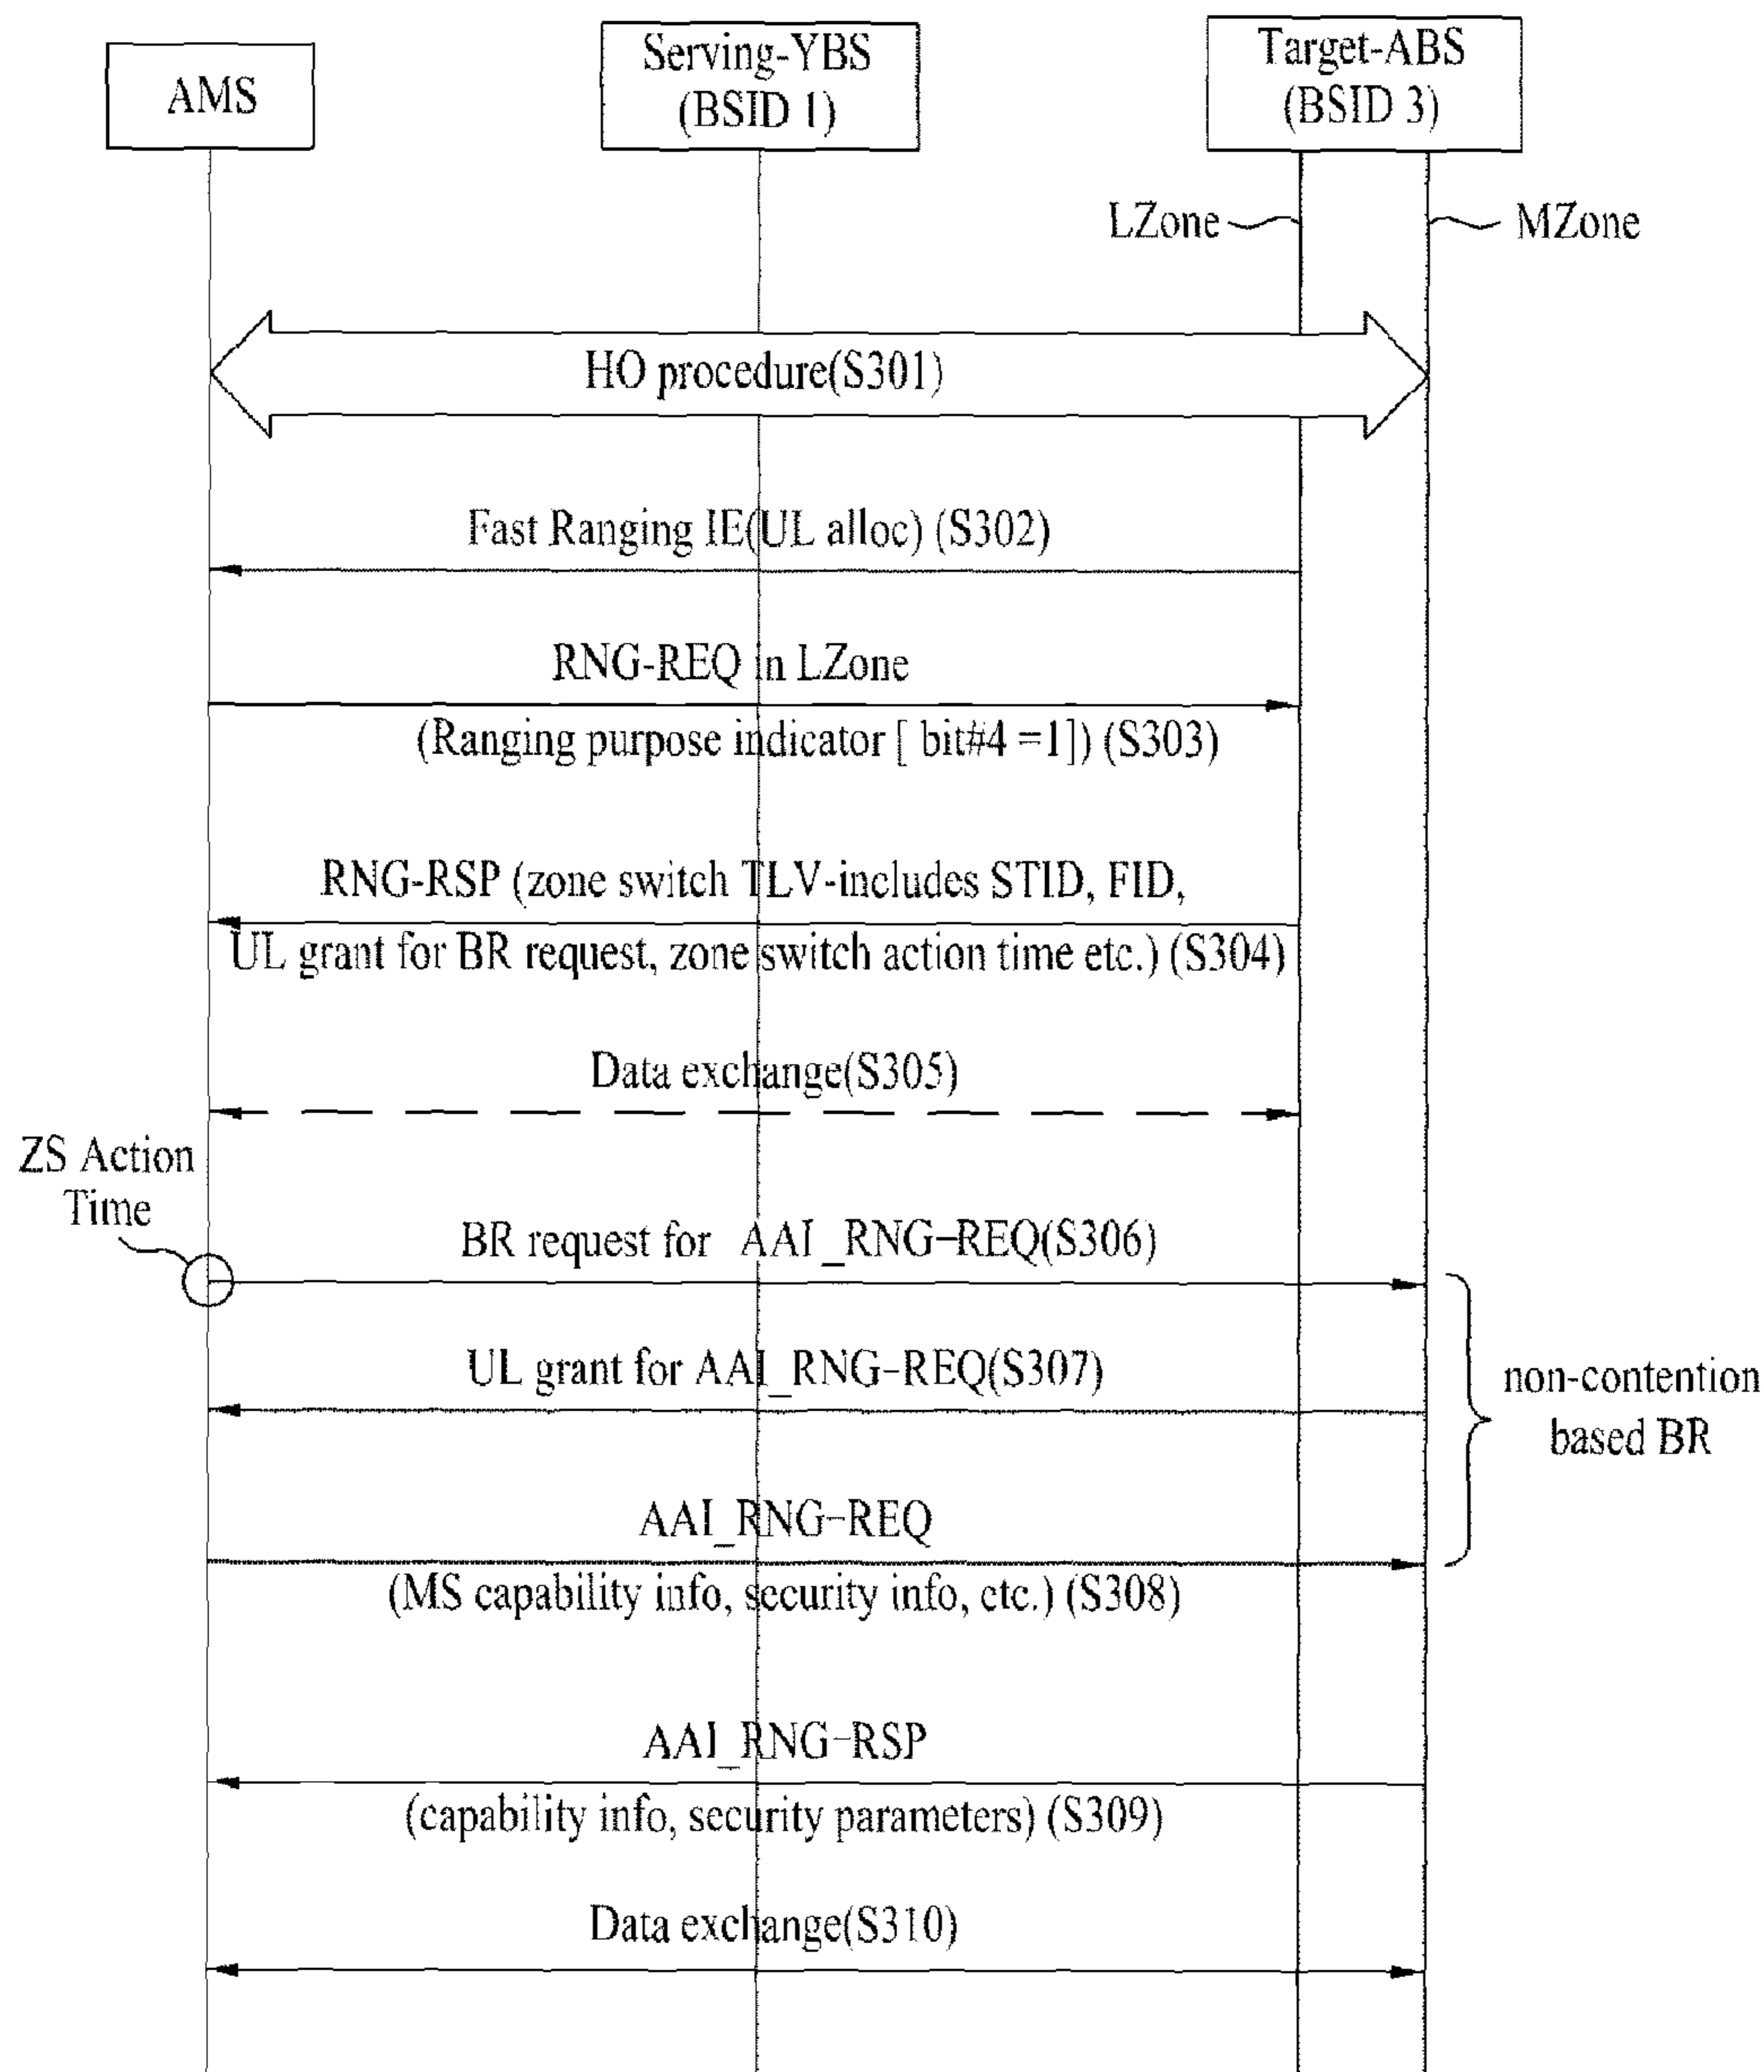 AMS
Serving-YBS
(BSID 1)
Target-ABS
(BSID 3)
LZone
MZone
HO procedure(S301)
Fast Ranging IE(UL alloc) (S302)
RNG-REQ in LZone
(Ranging purpose indicator [ bit#4 =1]) (S303)
RNG-RSP (zone switch TLV-includes STID, FID,
UL grant for BR request, zone switch action time etc.) (S304)
Data exchange(S305)
ZS Action
Time
BR request for AAI_RNG-REQ(S306)
UL grant for AAI_RNG-REQ(S307)
non-contention
based BR
AAI_RNG-REQ
(MS capability info, security info, etc.) (S308)
AAI_RNG-RSP
(capability info, security parameters) (S309)
Data exchange(S310)